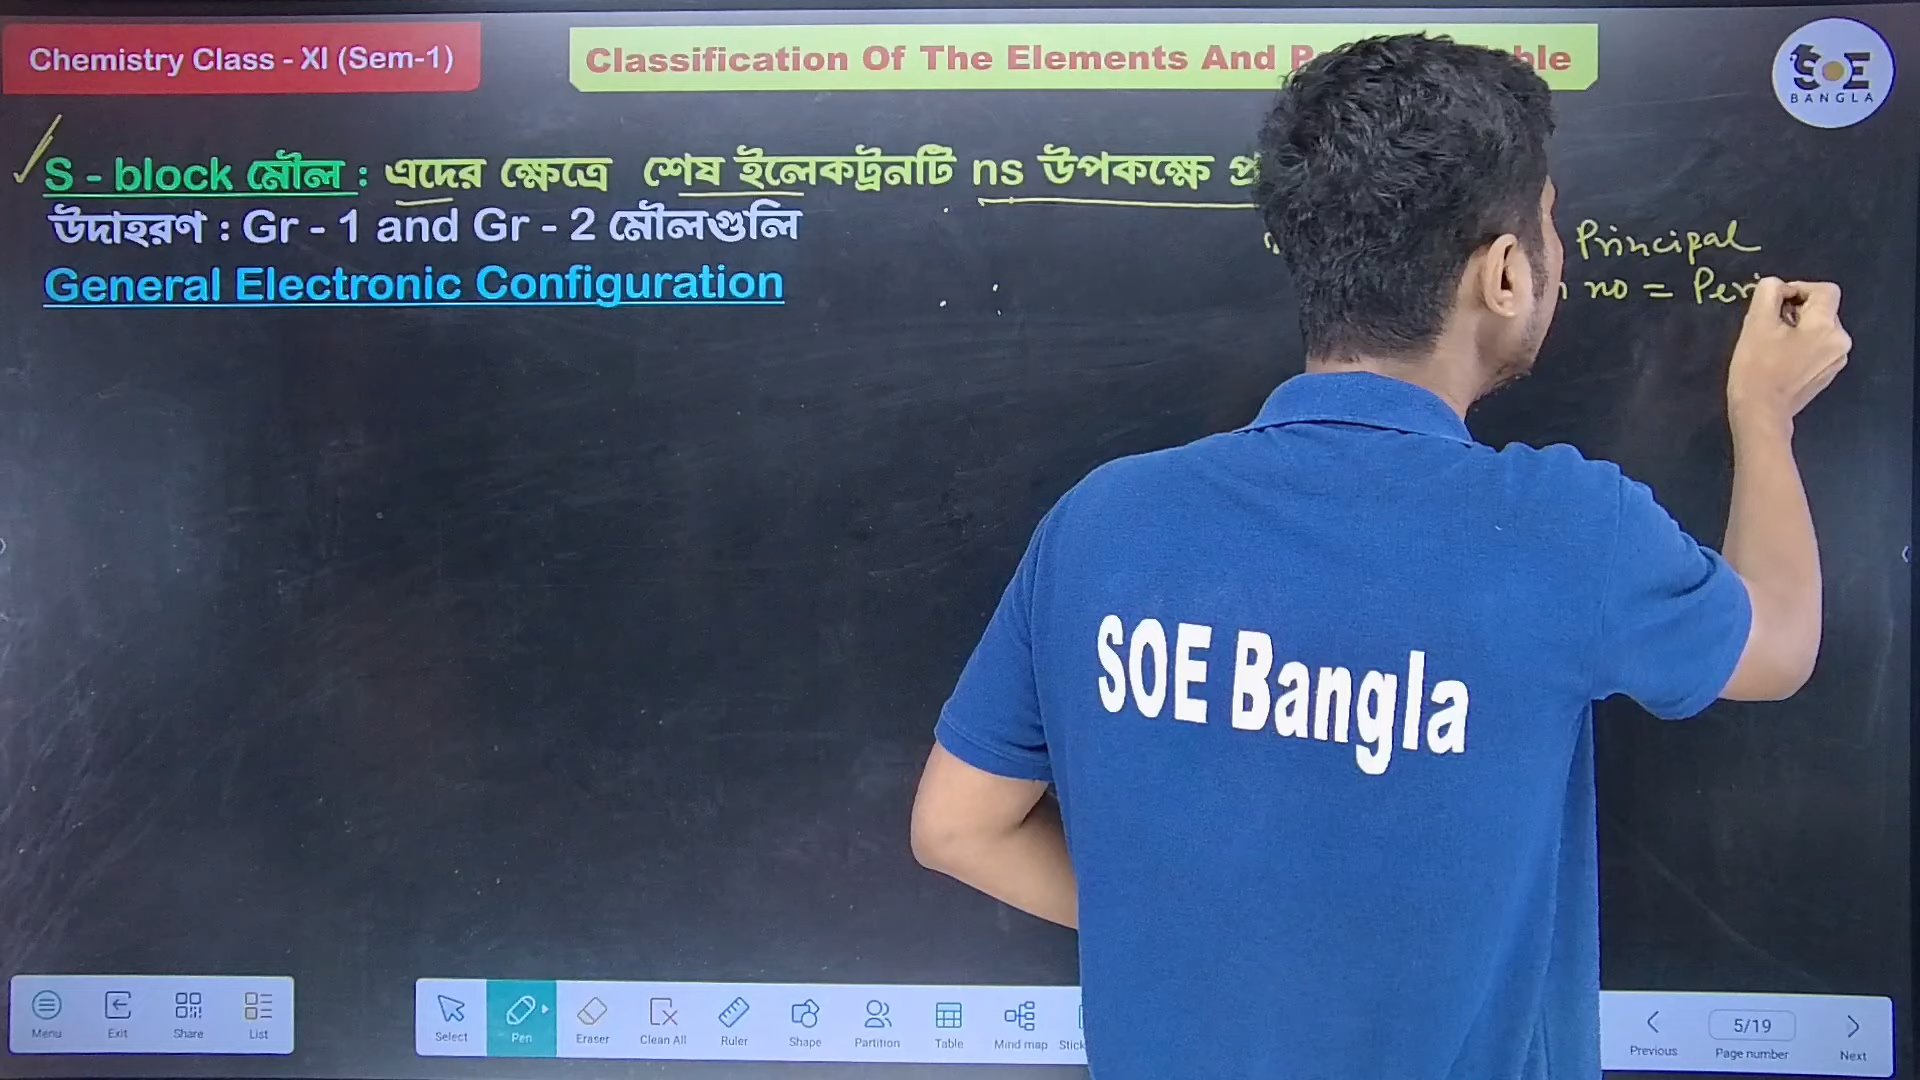 Chemistry Class - XI (Sem-1)
Classification Of The Elements And
SOE
BANGLA
S - block মৌল : এদের ক্ষেত্রে শেষ ইলেকট্রনটি ns উপকক্ষে
উদাহরণ : Gr - 1 and Gr - 2 মৌলগুলি
Principal
no = Peri
General Electronic Configuration
SOE Bangla
Menu
Exit
Share
List
Select
Pen
Eraser
Clean All
Ruler
Shape
Partition
Table
Mind map
Stick
Previous
5/19
Page number
Next